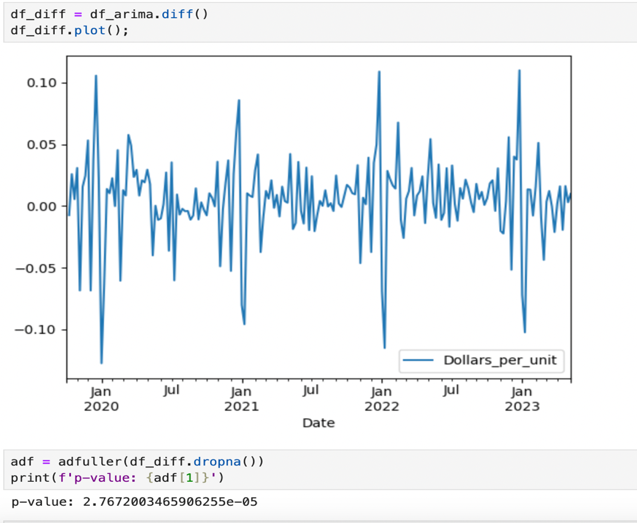 df_diff = df_arima.diff()
df_diff.plot();
0.10
0.05
0.00
−0.05
−0.10
Jan Jul Jan Jul Jan Jul Jan
2020 2021 2022 2023
Dollars_per_unit
Date
adf = adfuller(df_diff.dropna())
print(f'p-value: {adf[1]}')
p-value: 2.7672003465906255e-05